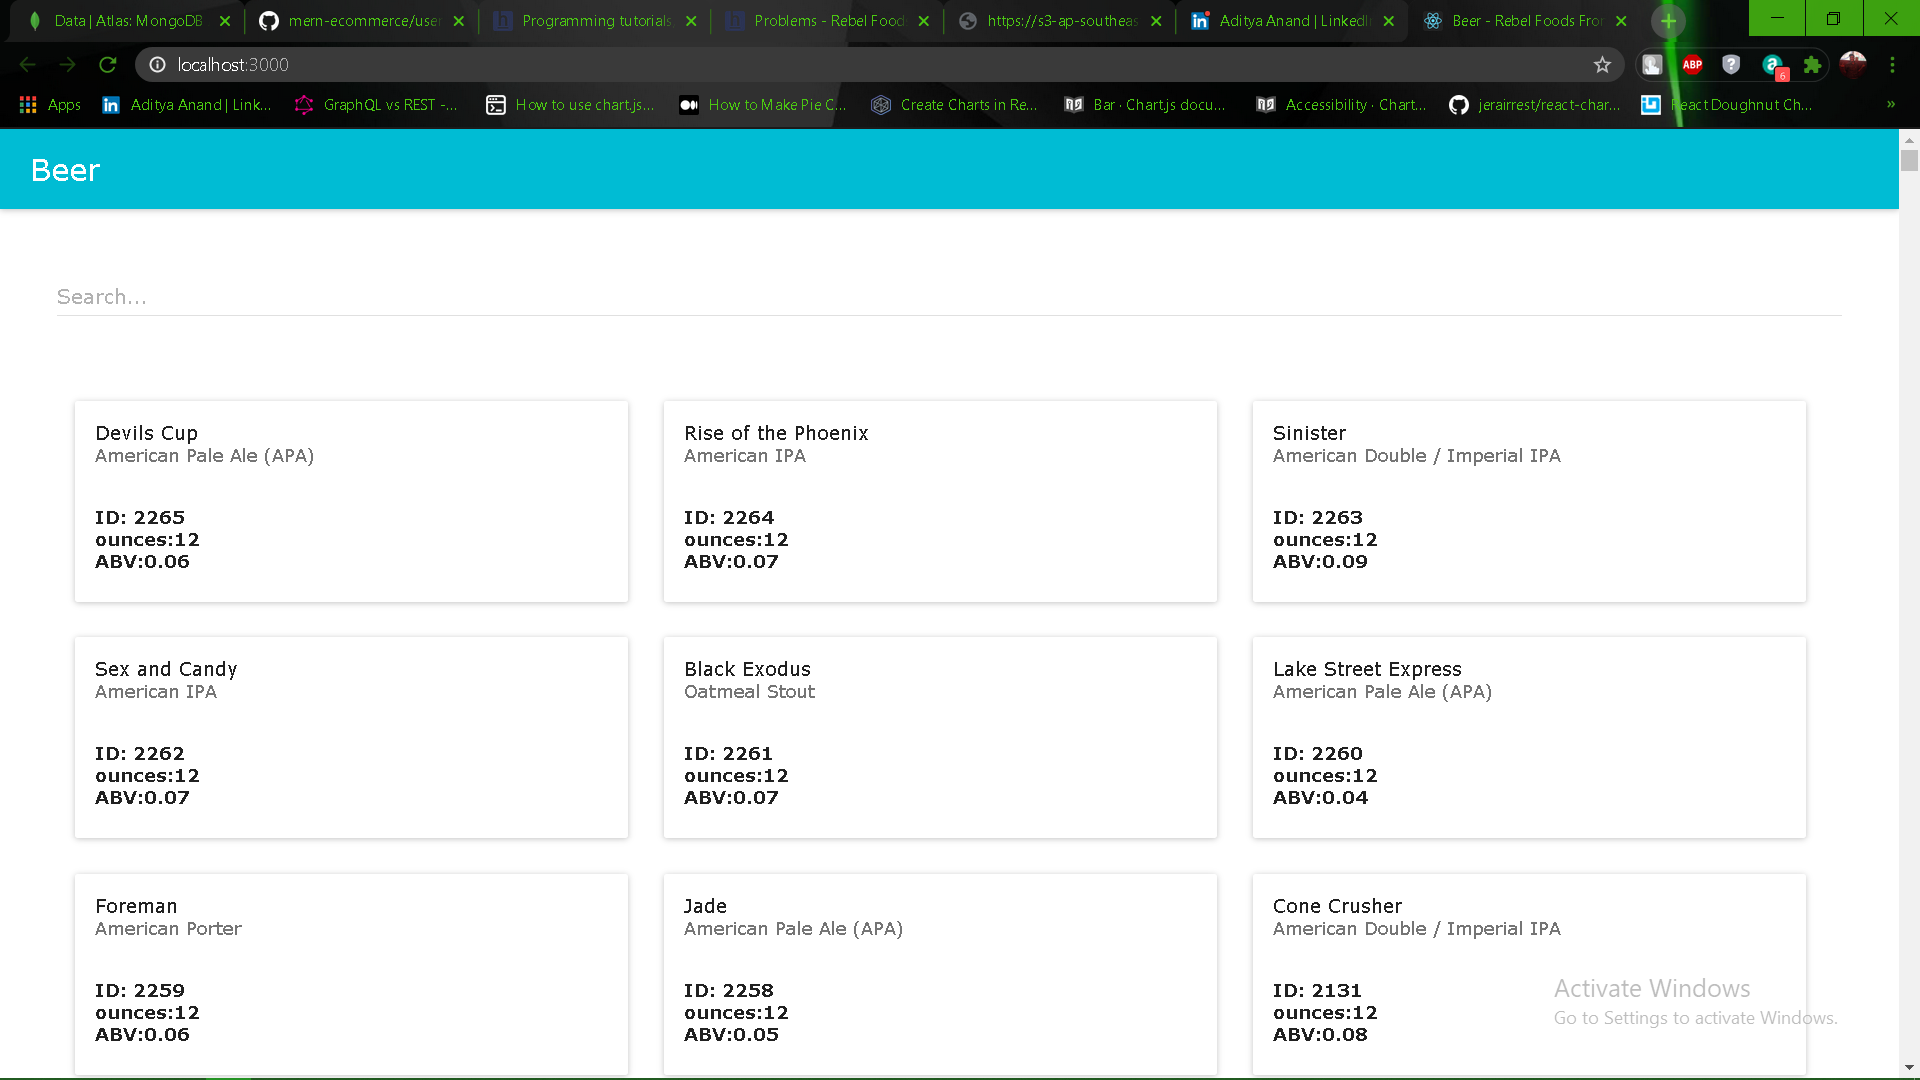 Data | Atlas: MongoDB
mern-ecommerce/user
Programming tutorials
Problems - Rebel Food
https://s3-ap-southeas
Aditya Anand | LinkedI
Beer - Rebel Foods Fron
localhost:3000
ABP
6
Apps
Aditya Anand | Link...
GraphQL vs REST -...
How to use chart.js...
How to Make Pie C...
Create Charts in Re...
Bar · Chart.js docu...
Accessibility · Chart...
jerairrest/react-char...
React Doughnut Ch...
»
Beer
Search...
Devils Cup
American Pale Ale (APA)
ID: 2265
ounces:12
ABV:0.06
Rise of the Phoenix
American IPA
ID: 2264
ounces:12
ABV:0.07
Sinister
American Double / Imperial IPA
ID: 2263
ounces:12
ABV:0.09
Sex and Candy
American IPA
ID: 2262
ounces:12
ABV:0.07
Black Exodus
Oatmeal Stout
ID: 2261
ounces:12
ABV:0.07
Lake Street Express
American Pale Ale (APA)
ID: 2260
ounces:12
ABV:0.04
Foreman
American Porter
ID: 2259
ounces:12
ABV:0.06
Jade
American Pale Ale (APA)
ID: 2258
ounces:12
ABV:0.05
Cone Crusher
American Double / Imperial IPA
ID: 2131
ounces:12
ABV:0.08
Activate Windows
Go to Settings to activate Windows.